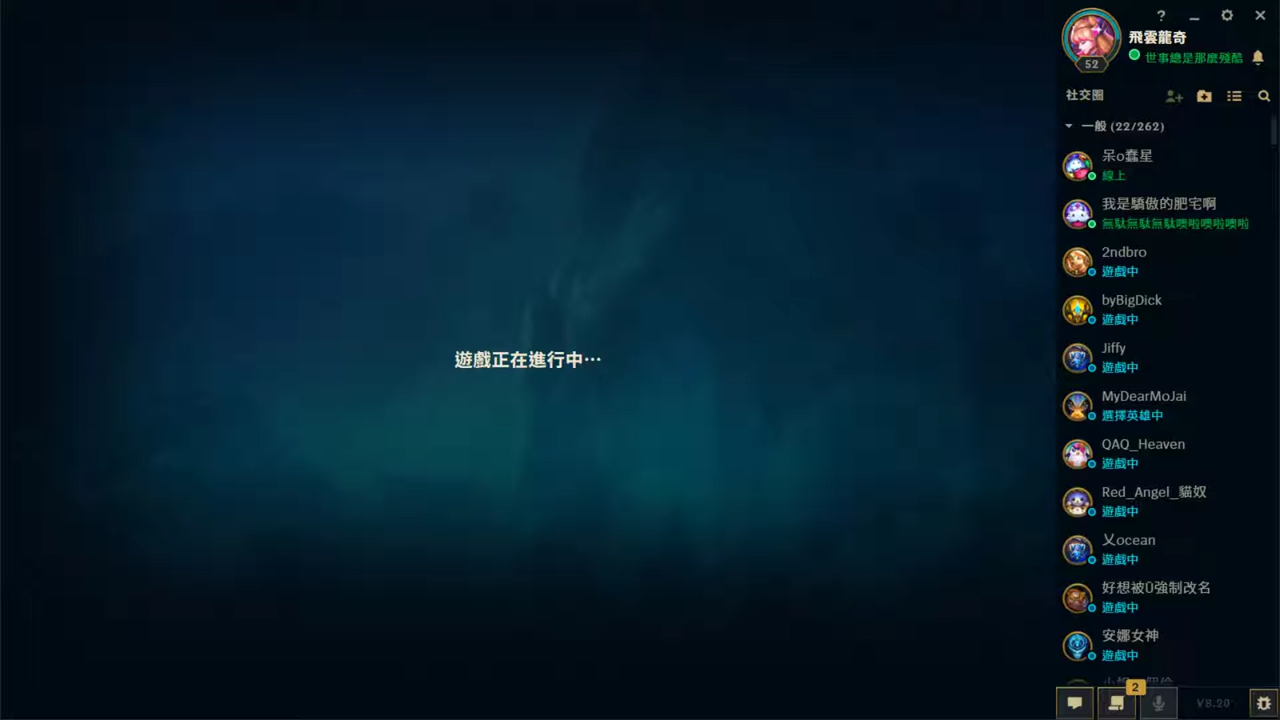 ?
飛雲龍奇
52
世事總是那麼殘酷
社交圈
一般 (22/262)
呆o蠢星
線上
我是驕傲的肥宅啊
無駄無駄無駄噢啦噢啦噢啦
2ndbro
遊戲中
byBigDick
遊戲中
Jiffy
遊戲中
遊戲正在進行中…
MyDearMoJai
選擇英雄中
QAQ_Heaven
遊戲中
Red_Angel_貓奴
遊戲中
乂ocean
遊戲中
好想被Ü強制改名
遊戲中
安娜女神
遊戲中
2
V8.20